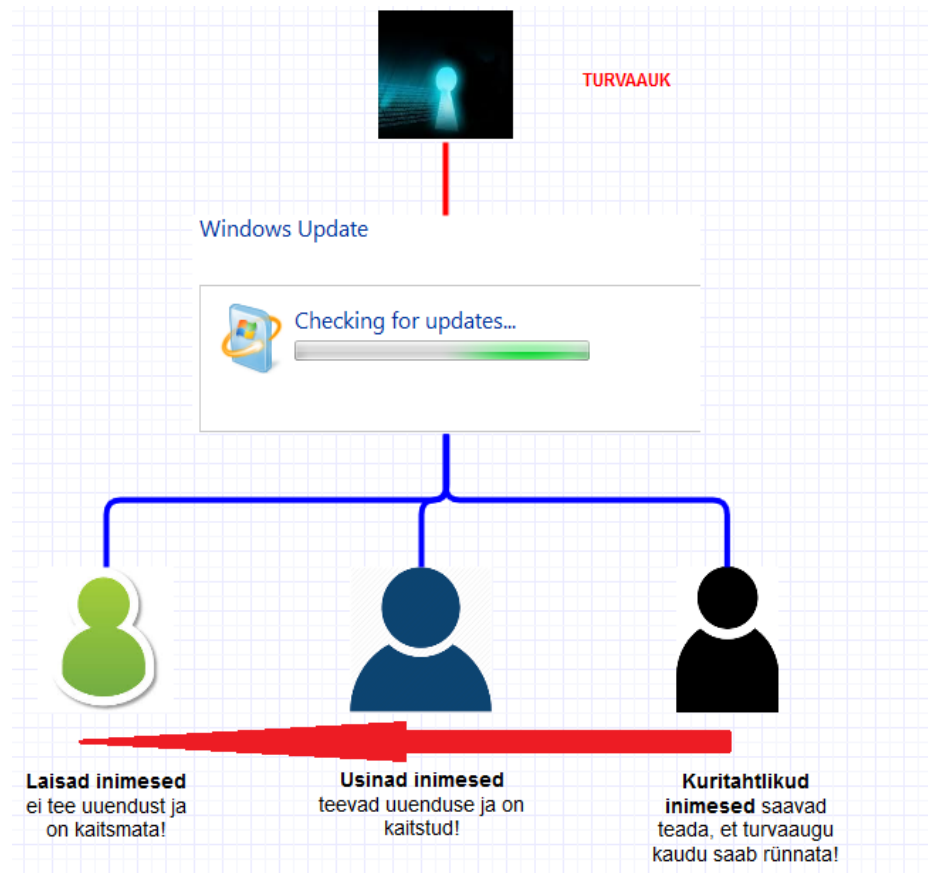 TURVAAUK
Windows Update
Checking for updates...
Laisad inimesed
ei tee uuendust ja
on kaitsmata!
Usinad inimesed
teevad uuenduse ja on
kaitstud!
Kuritahtlikud
inimesed saavad
teada, et turvaaugu
kaudu saab rünnata!